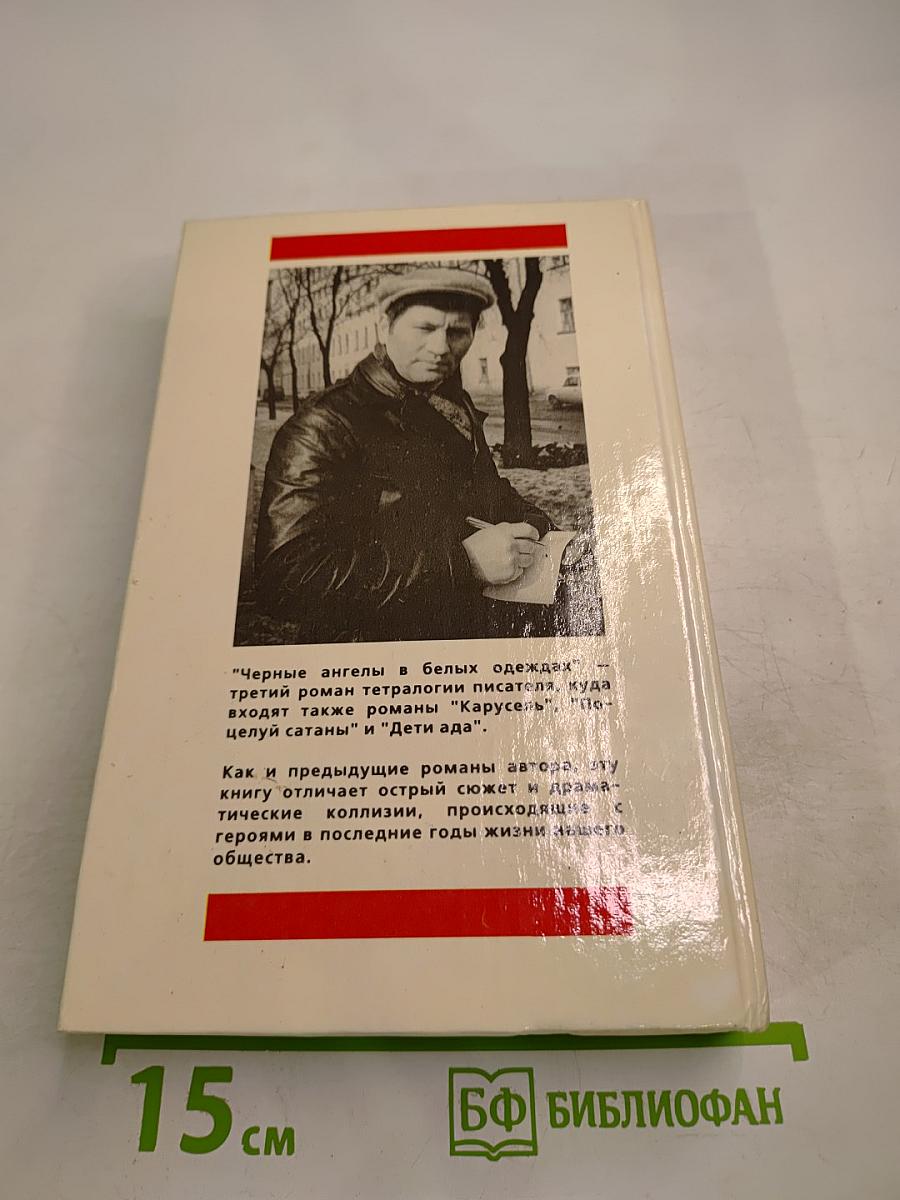 "Черные ангелы в белых одеждах" –
третий роман тетралогии писателя, куда
входят также романы "Карусель", "По-
целуй сатаны" и "Дети ада".
Как и предыдущие романы автора, эту
книгу отличает острый сюжет и драма-
тические коллизии, происходящие с
героями в последние годы жизни нашего
общества.
15 см
БФ БИБЛИОФАН